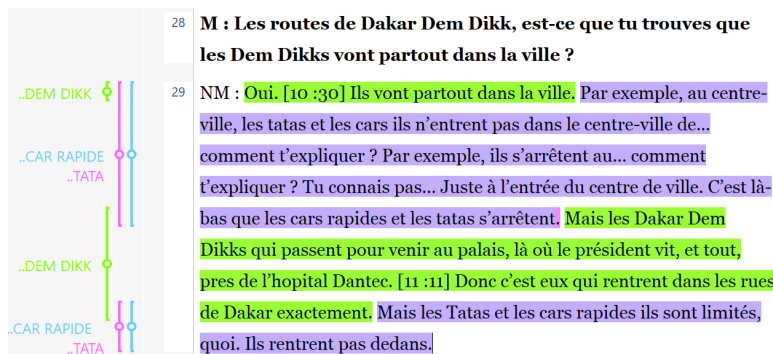 28 M : Les routes de Dakar Dem Dikk, est-ce que tu trouves que
les Dem Dikks vont partout dans la ville ?
..DEM DIKK 29 NM : Oui. [10 :30] Ils vont partout dans la ville. Par exemple, au centre-
ville, les tatas et les cars ils n’entrent pas dans le centre-ville de...
..CAR RAPIDE comment t’expliquer ? Par exemple, ils s’arrêtent au... comment
..TATA t’expliquer ? Tu connais pas... Juste à l’entrée du centre de ville. C’est là-
bas que les cars rapides et les tatas s’arrêtent. Mais les Dakar Dem
Dikks qui passent pour venir au palais, là où le président vit, et tout,
..DEM DIKK pres de l’hopital Dantec. [11 :11] Donc c’est eux qui rentrent dans les rues
de Dakar exactement. Mais les Tatas et les cars rapides ils sont limités,
..CAR RAPIDE
..TATA quoi. Ils rentrent pas dedans.